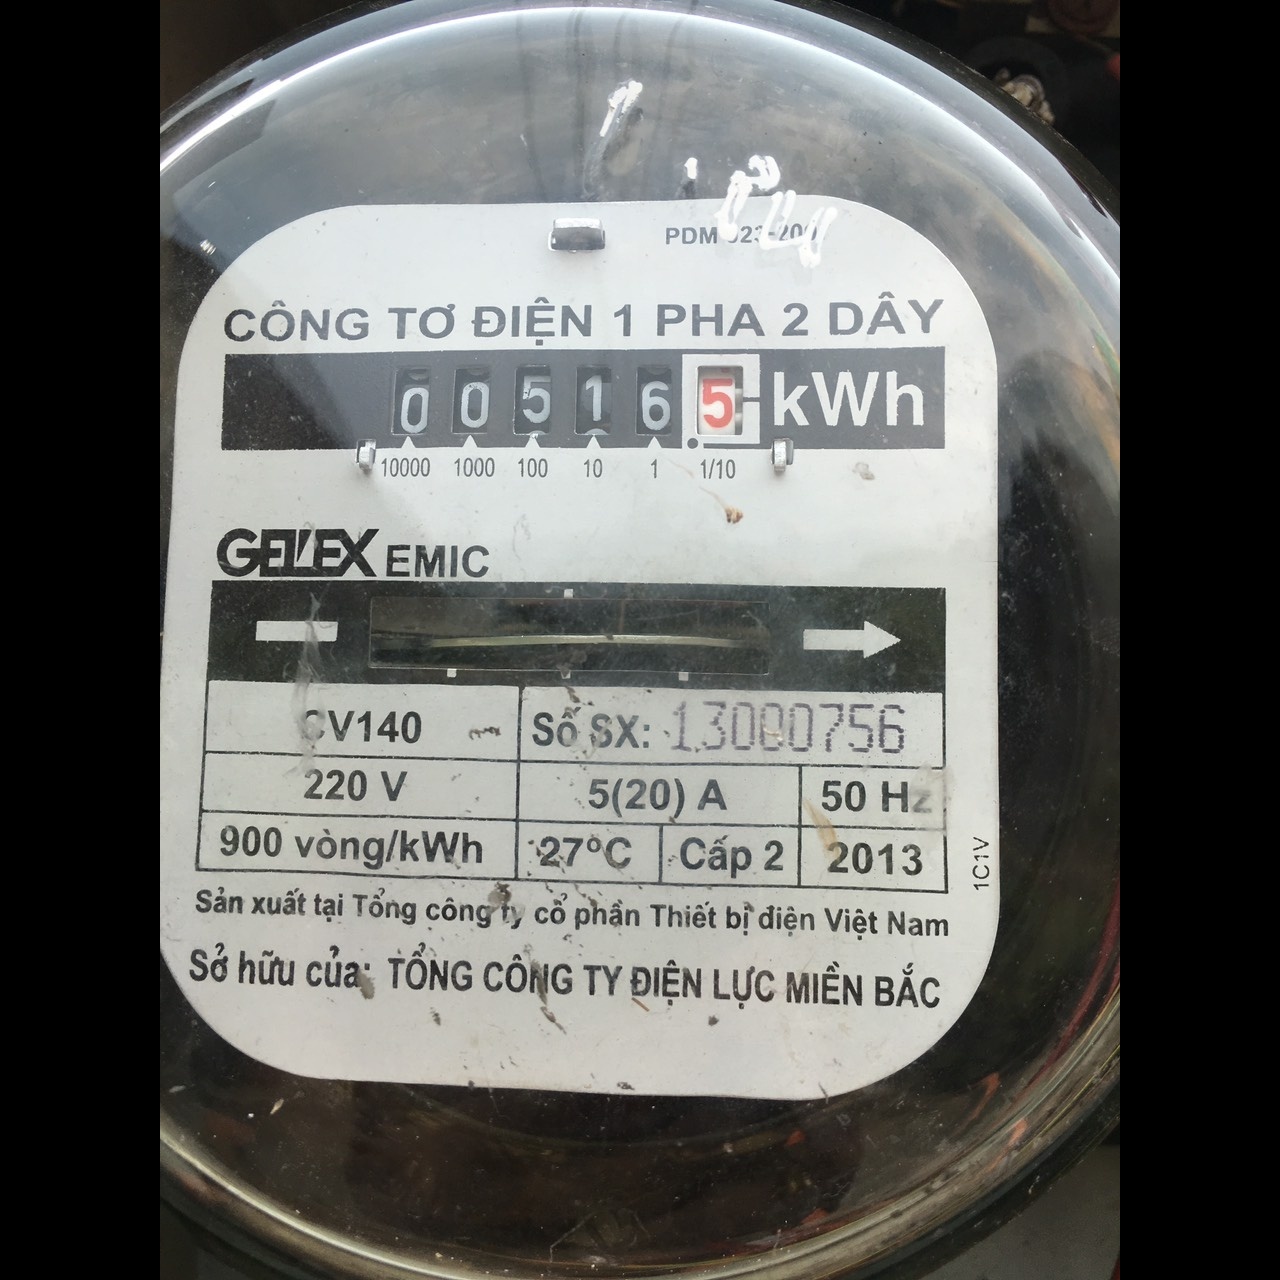 CÔNG TƠ ĐIỆN 1 PHA 2 DÂY
0 0 5 1 6 5 kWh
10000 1000 100 10 1 1/10
GELEX EMIC
CV140 Số SX: 13000756
220 V 5(20) A 50 Hz
900 vòng/kWh 27°C Cấp 2 2013
1C1V
Sản xuất tại Tổng công ty cổ phần Thiết bị điện Việt Nam
Sở hữu của: TỔNG CÔNG TY ĐIỆN LỰC MIỀN BẮC